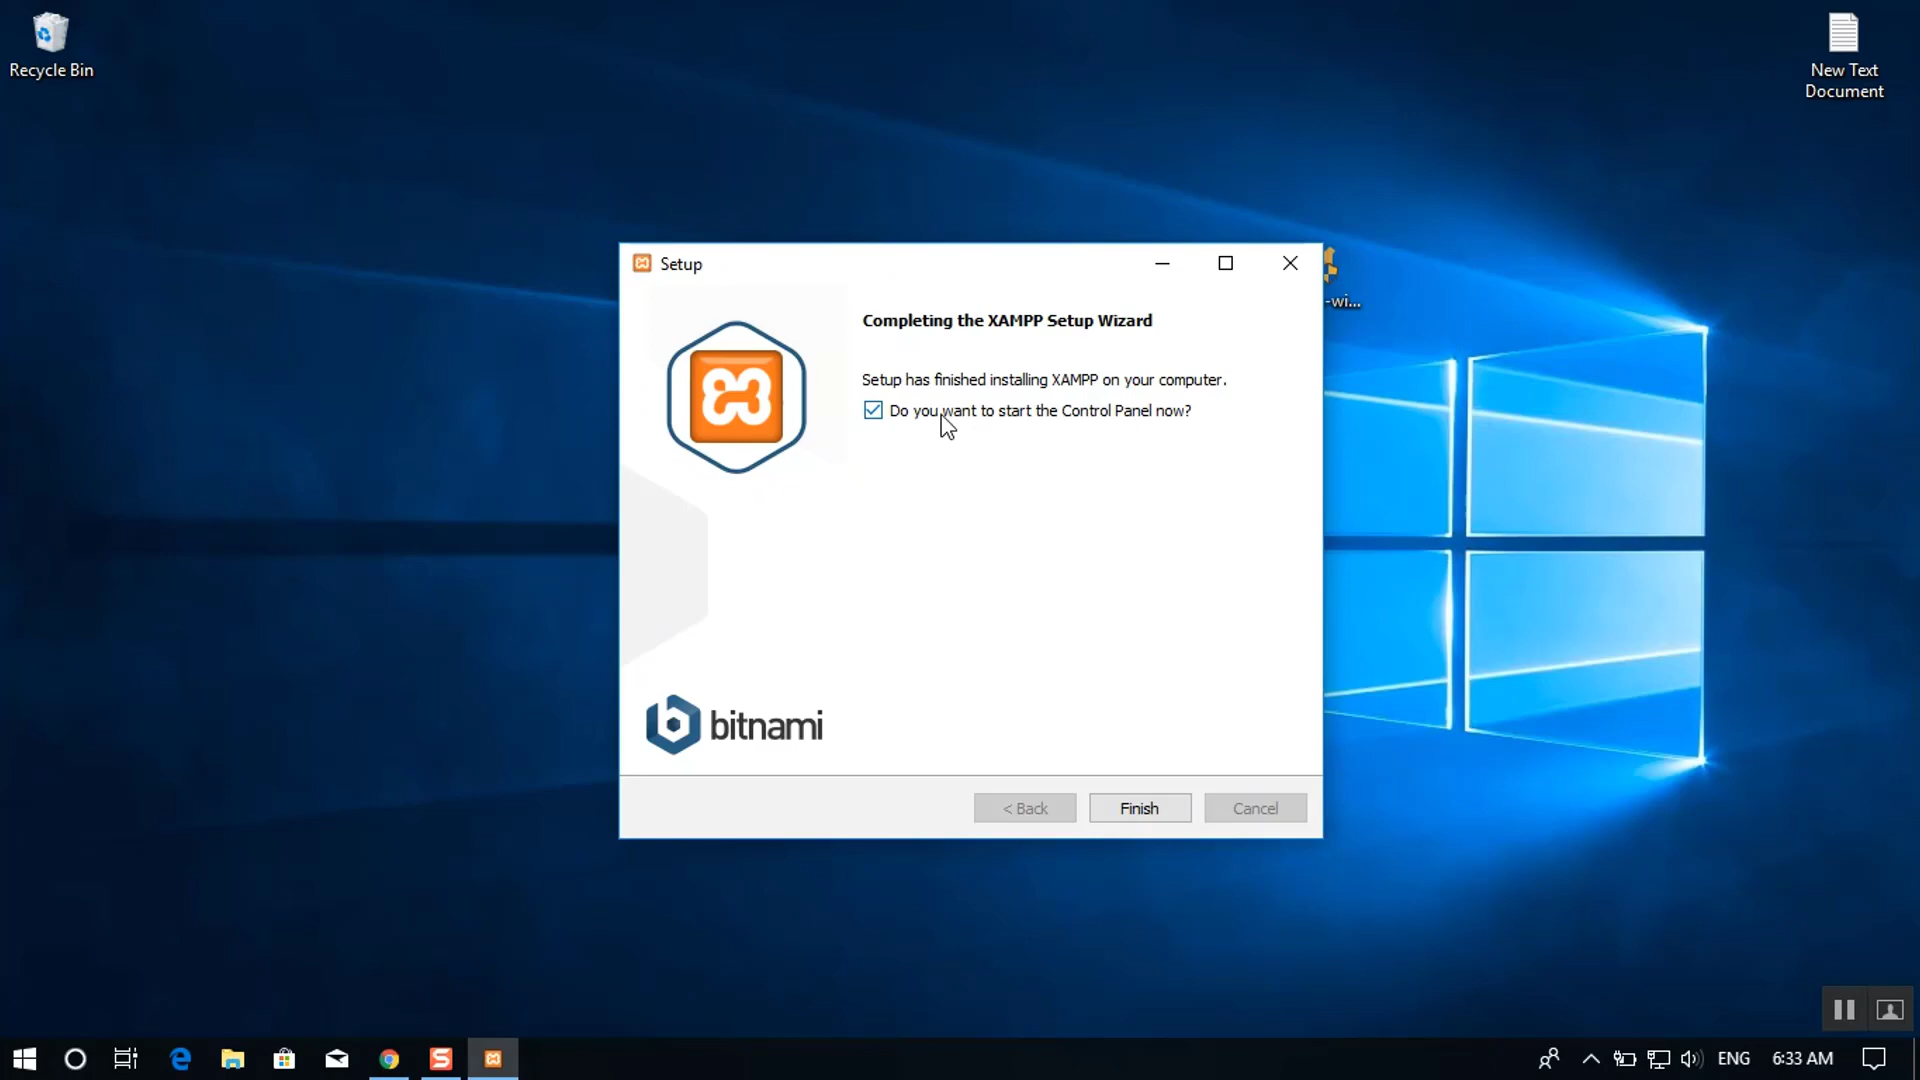 Recycle Bin
New Text
Document
Setup
-wi...
Completing the XAMPP Setup Wizard
Setup has finished installing XAMPP on your computer.
Do you want to start the Control Panel now?
bitnami
< Back
Finish
Cancel
ENG
6:33 AM